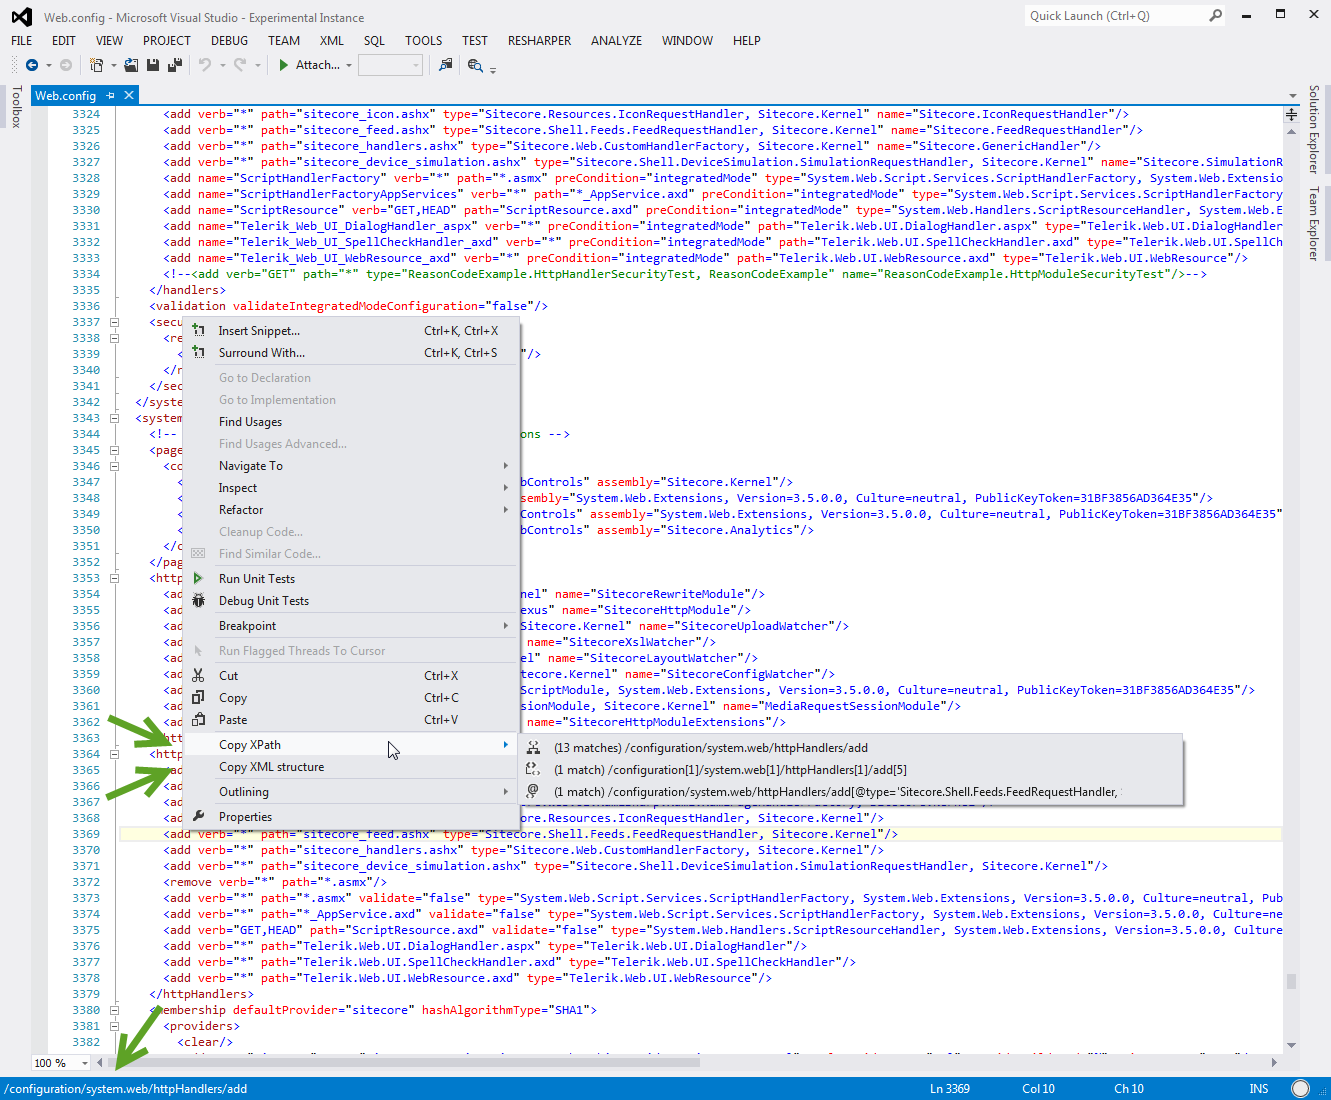 Web.config - Microsoft Visual Studio - Experimental Instance
Quick Launch (Ctrl+Q)
FILE EDIT VIEW PROJECT DEBUG TEAM XML SQL TOOLS TEST RESHARPER ANALYZE WINDOW HELP
Attach...
Toolbox
Web.config
Solution Explorer
Team Explorer
3324 <add verb="*" path="sitecore_icon.ashx" type="Sitecore.Resources.IconRequestHandler, Sitecore.Kernel" name="Sitecore.IconRequestHandler"/>
3325 <add verb="*" path="sitecore_feed.ashx" type="Sitecore.Shell.Feeds.FeedRequestHandler, Sitecore.Kernel" name="Sitecore.FeedRequestHandler"/>
3326 <add verb="*" path="sitecore_handlers.ashx" type="Sitecore.Web.CustomHandlerFactory, Sitecore.Kernel" name="Sitecore.GenericHandler"/>
3327 <add verb="*" path="sitecore_device_simulation.ashx" type="Sitecore.Shell.DeviceSimulation.SimulationRequestHandler, Sitecore.Kernel" name="Sitecore.SimulationR
3328 <add name="ScriptHandlerFactory" verb="*" path="*.asmx" preCondition="integratedMode" type="System.Web.Script.Services.ScriptHandlerFactory, System.Web.Extensio
3329 <add name="ScriptHandlerFactoryAppServices" verb="*" path="*_AppService.axd" preCondition="integratedMode" type="System.Web.Script.Services.ScriptHandlerFactory
3330 <add name="ScriptResource" verb="GET,HEAD" path="ScriptResource.axd" preCondition="integratedMode" type="System.Web.Handlers.ScriptResourceHandler, System.Web.E
3331 <add name="Telerik_Web_UI_DialogHandler_aspx" verb="*" preCondition="integratedMode" path="Telerik.Web.UI.DialogHandler.aspx" type="Telerik.Web.UI.DialogHandler
3332 <add name="Telerik_Web_UI_SpellCheckHandler_axd" verb="*" preCondition="integratedMode" path="Telerik.Web.UI.SpellCheckHandler.axd" type="Telerik.Web.UI.SpellCh
3333 <add name="Telerik_Web_UI_WebResource_axd" verb="*" preCondition="integratedMode" path="Telerik.Web.UI.WebResource.axd" type="Telerik.Web.UI.WebResource"/>
3334 <!--<add verb="GET" path="*" type="ReasonCodeExample.HttpHandlerSecurityTest, ReasonCodeExample" name="ReasonCodeExample.HttpModuleSecurityTest"/>-->
3335 </handlers>
3336 <validation validateIntegratedModeConfiguration="false"/>
3337 <secu
3338 <re
3339 < "/>
3340 </r
3341 </sec
3342 </syste
3343 <system
3344 <!-- ons -->
3345 <page
3346 <co
3347 < bControls" assembly="Sitecore.Kernel"/>
3348 < sembly="System.Web.Extensions, Version=3.5.0.0, Culture=neutral, PublicKeyToken=31BF3856AD364E35"/>
3349 < Controls" assembly="System.Web.Extensions, Version=3.5.0.0, Culture=neutral, PublicKeyToken=31BF3856AD364E35"
3350 < bControls" assembly="Sitecore.Analytics"/>
3351 </c
3352 </pag
3353 <http
3354 <ad nel" name="SitecoreRewriteModule"/>
3355 <ad exus" name="SitecoreHttpModule"/>
3356 <ad Sitecore.Kernel" name="SitecoreUploadWatcher"/>
3357 <ad name="SitecoreXslWatcher"/>
3358 <ad el" name="SitecoreLayoutWatcher"/>
3359 <ad tecore.Kernel" name="SitecoreConfigWatcher"/>
3360 <ad ScriptModule, System.Web.Extensions, Version=3.5.0.0, Culture=neutral, PublicKeyToken=31BF3856AD364E35"/>
3361 <ad sionModule, Sitecore.Kernel" name="MediaRequestSessionModule"/>
3362 <ad name="SitecoreHttpModuleExtensions"/>
3363
3364 <http
3365
3366 <ad
3367 <ad
3368 <ad ore.Resources.IconRequestHandler, Sitecore.Kernel"/>
3369 <add verb="*" path="sitecore_feed.ashx" type="Sitecore.Shell.Feeds.FeedRequestHandler, Sitecore.Kernel"/>
3370 <add verb="*" path="sitecore_handlers.ashx" type="Sitecore.Web.CustomHandlerFactory, Sitecore.Kernel"/>
3371 <add verb="*" path="sitecore_device_simulation.ashx" type="Sitecore.Shell.DeviceSimulation.SimulationRequestHandler, Sitecore.Kernel"/>
3372 <remove verb="*" path="*.asmx"/>
3373 <add verb="*" path="*.asmx" validate="false" type="System.Web.Script.Services.ScriptHandlerFactory, System.Web.Extensions, Version=3.5.0.0, Culture=neutral, Pub
3374 <add verb="*" path="*_AppService.axd" validate="false" type="System.Web.Script.Services.ScriptHandlerFactory, System.Web.Extensions, Version=3.5.0.0, Culture=ne
3375 <add verb="GET,HEAD" path="ScriptResource.axd" validate="false" type="System.Web.Handlers.ScriptResourceHandler, System.Web.Extensions, Version=3.5.0.0, Culture
3376 <add verb="*" path="Telerik.Web.UI.DialogHandler.aspx" type="Telerik.Web.UI.DialogHandler"/>
3377 <add verb="*" path="Telerik.Web.UI.SpellCheckHandler.axd" type="Telerik.Web.UI.SpellCheckHandler"/>
3378 <add verb="*" path="Telerik.Web.UI.WebResource.axd" type="Telerik.Web.UI.WebResource"/>
3379 </httpHandlers>
3380 <membership defaultProvider="sitecore" hashAlgorithmType="SHA1">
3381 <providers>
3382 <clear/>
Insert Snippet... Ctrl+K, Ctrl+X
Surround With... Ctrl+K, Ctrl+S
Go to Declaration
Go to Implementation
Find Usages
Find Usages Advanced...
Navigate To
Inspect
Refactor
Cleanup Code...
Find Similar Code...
Run Unit Tests
Debug Unit Tests
Breakpoint
Run Flagged Threads To Cursor
Cut Ctrl+X
Copy Ctrl+C
Paste Ctrl+V
Copy XPath
Copy XML structure
Outlining
Properties
(13 matches) /configuration/system.web/httpHandlers/add
(1 match) /configuration[1]/system.web[1]/httpHandlers[1]/add[5]
(1 match) /configuration/system.web/httpHandlers/add[@type='Sitecore.Shell.Feeds.FeedRequestHandler,
100 %
/configuration/system.web/httpHandlers/add Ln 3369 Col 10 Ch 10 INS